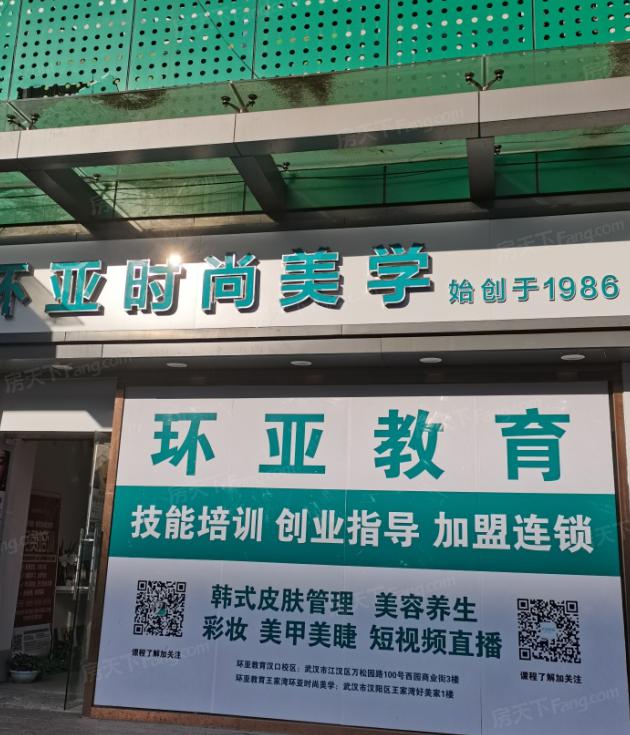 环亚时尚美学 始创于1986
环亚教育
技能培训 创业指导 加盟连锁
韩式皮肤管理 美容养生
彩妆 美甲美睫 短视频直播
课程了解加关注
课程了解加关注
环亚教育汉口校区:武汉市江汉区万松园路100号西园商业街3楼
环亚教育王家湾环亚时尚美学:武汉市汉阳区王家湾好美家1楼
房天下Fang.com